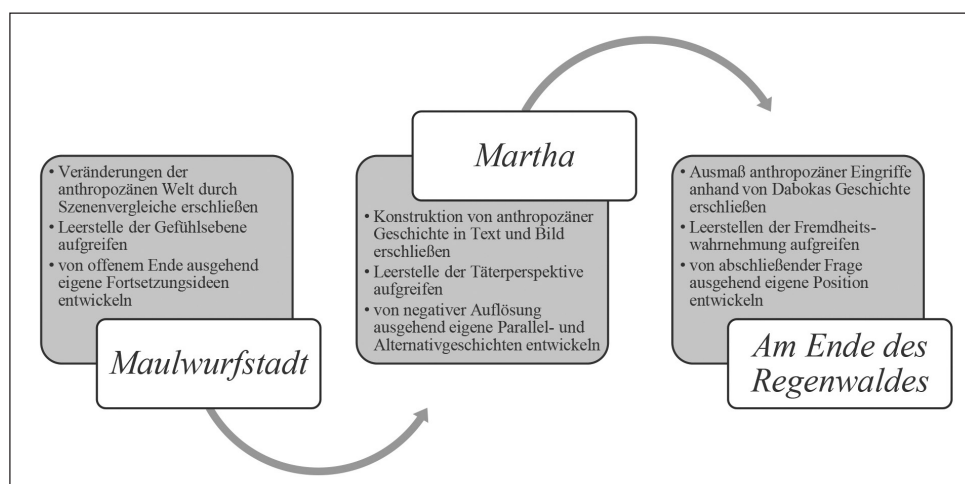 • Veränderungen der
anthropozänen Welt durch
Szenenvergleiche erschließen
• Leerstelle der Gefühlsebene
aufgreifen
• von offenem Ende ausgehend
eigene Fortsetzungsideen
entwickeln
Maulwurfstadt
Martha
• Konstruktion von anthropozäner
Geschichte in Text und Bild
erschließen
• Leerstelle der Täterperspektive
aufgreifen
• von negativer Auflösung
ausgehend eigene Parallel- und
Alternativgeschichten entwickeln
• Ausmaß anthropozäner Eingriffe
anhand von Dabokas Geschichte
erschließen
• Leerstellen der Fremdheits-
wahrnehmung aufgreifen
• von abschließender Frage
ausgehend eigene Position
entwickeln
Am Ende des
Regenwaldes